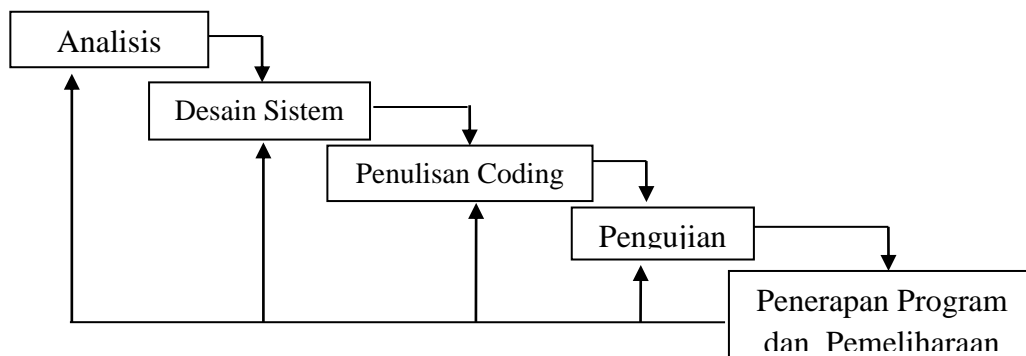 Analisis
Desain Sistem
Penulisan Coding
Pengujian
Penerapan Program
dan Pemeliharaan